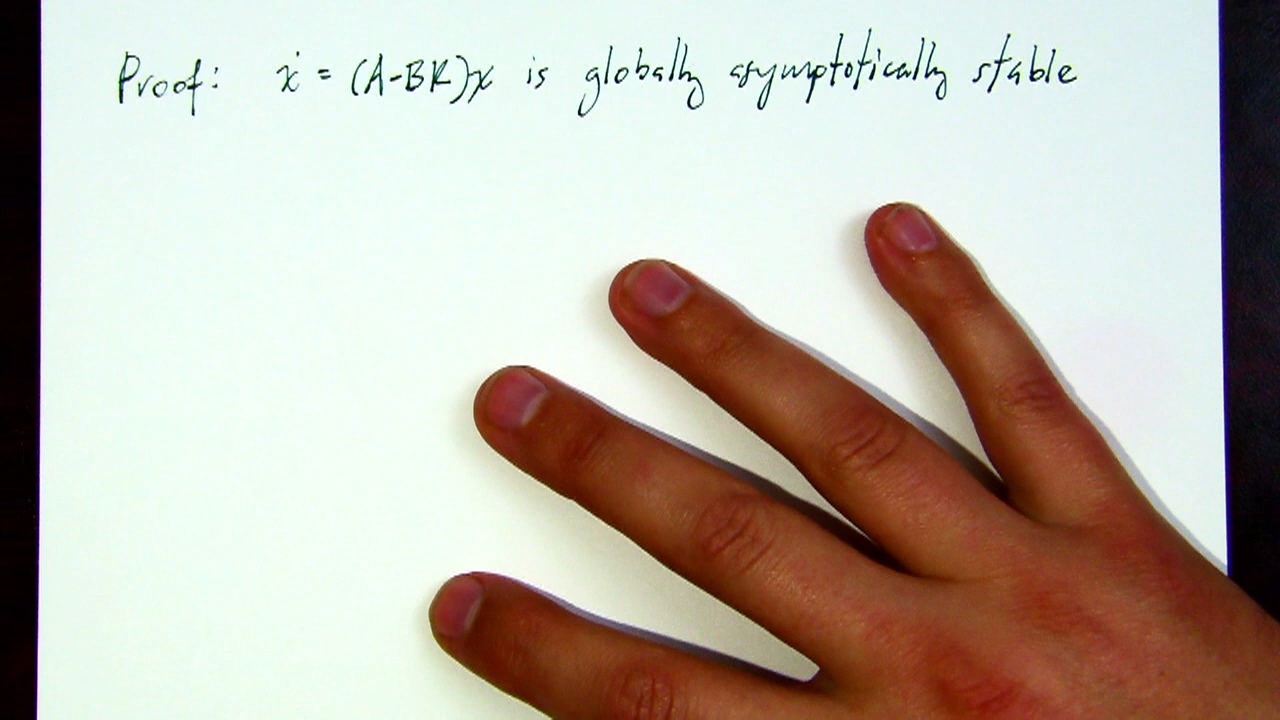 Proof: ẋ = (A-BK)x is globally asymptotically stable